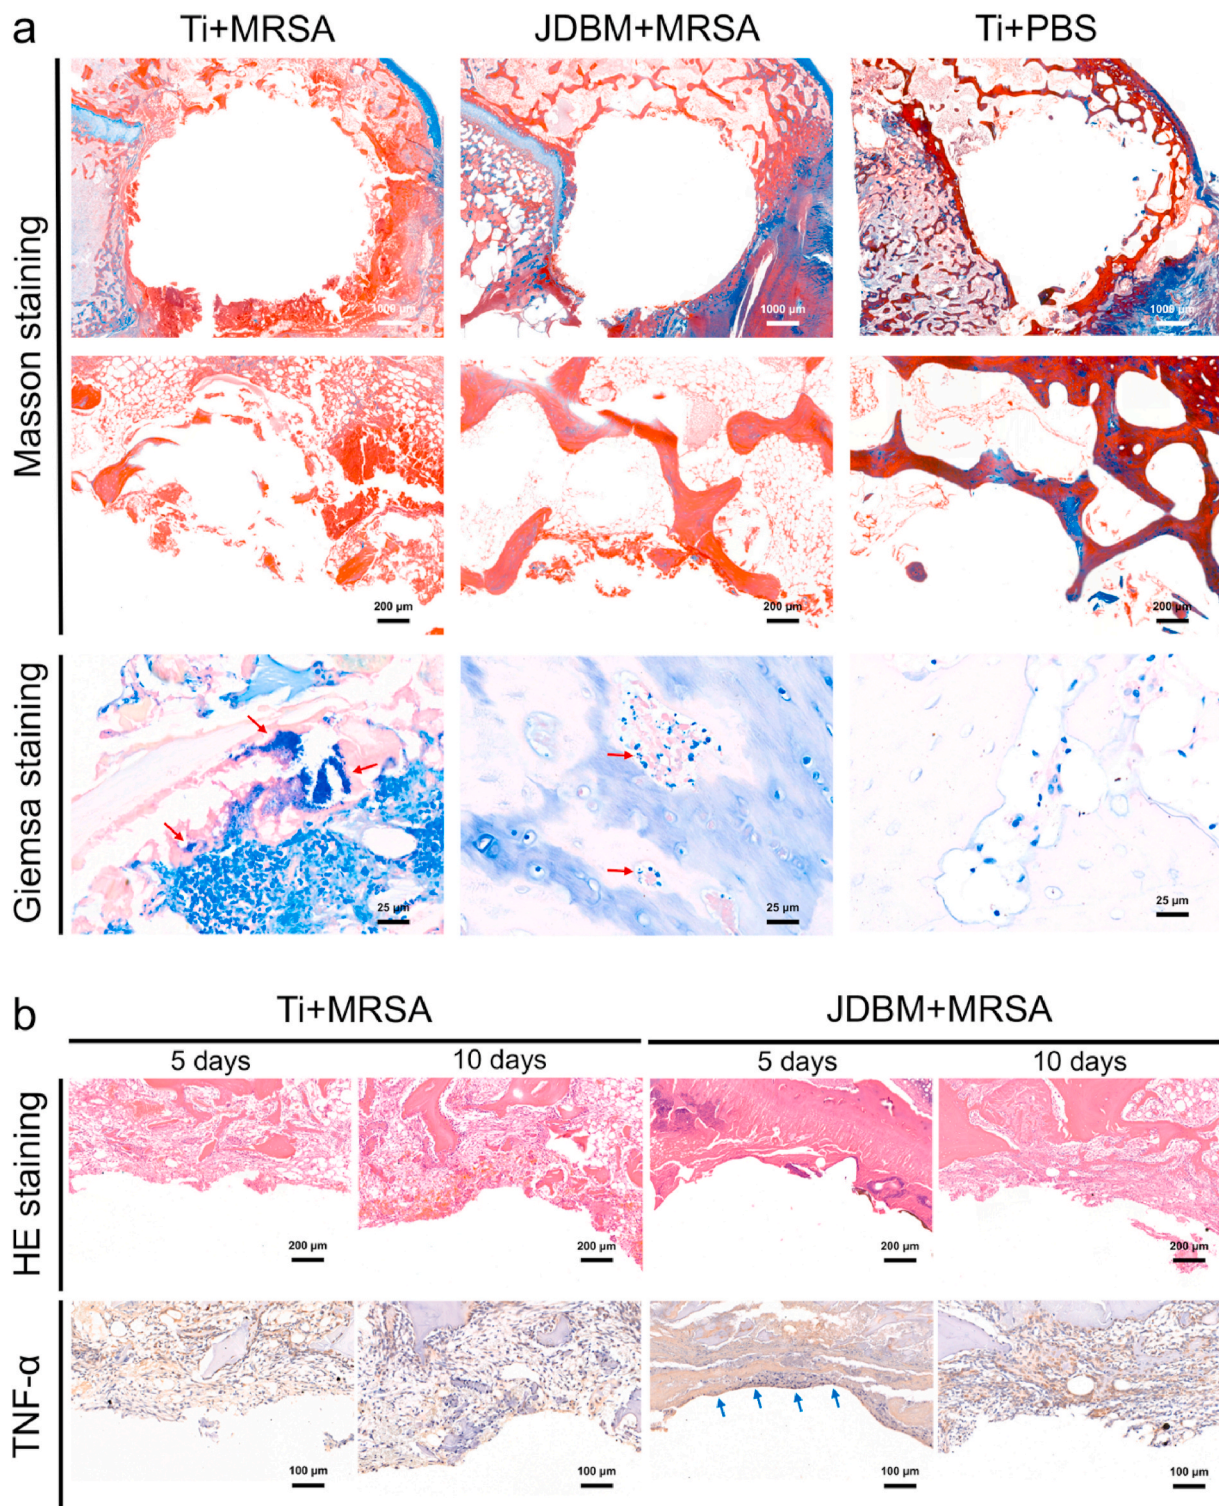 a
Ti+MRSA JDBM+MRSA Ti+PBS
Masson staining
1000 μm 1000 μm 1000 μm
200 μm 200 μm 200 μm
Giemsa staining
25 μm 25 μm 25 μm
b
Ti+MRSA JDBM+MRSA
5 days 10 days 5 days 10 days
HE staining
200 μm 200 μm 200 μm 200 μm
TNF-α
100 μm 100 μm 100 μm 100 μm